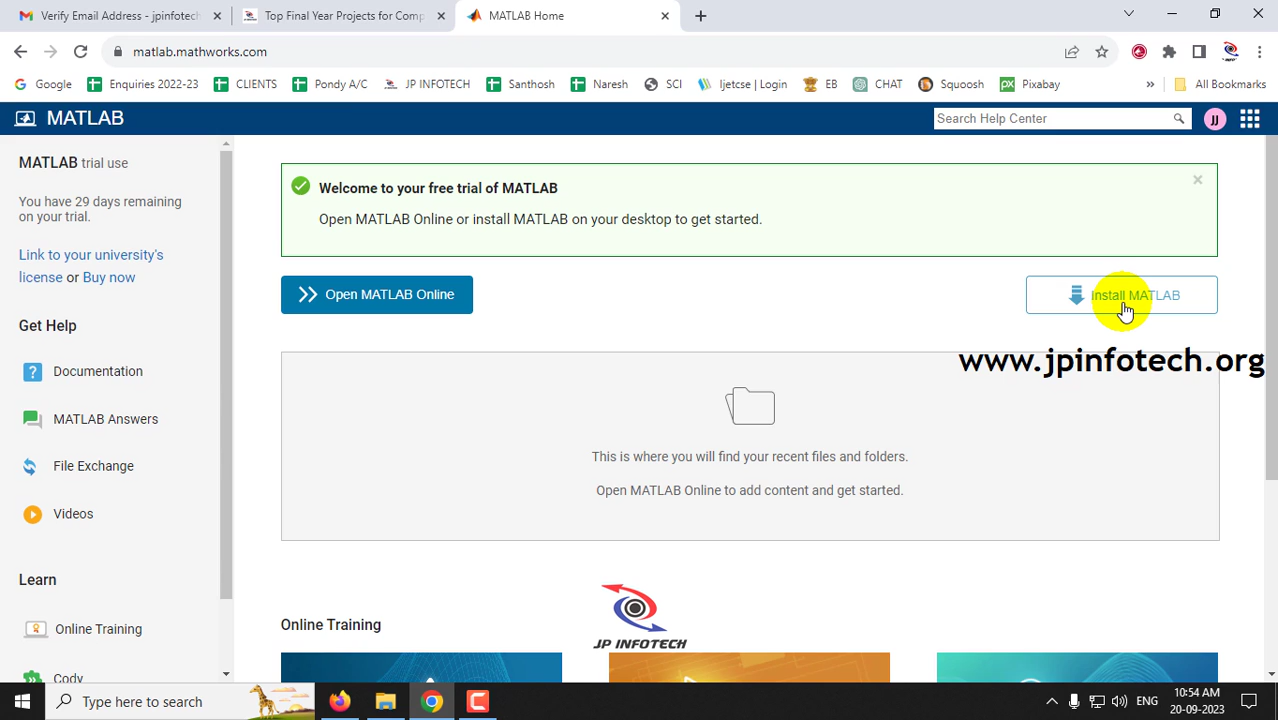 Verify Email Address - jpinfotech
Top Final Year Projects for Comp
MATLAB Home
matlab.mathworks.com
Google
Enquiries 2022-23
CLIENTS
Pondy A/C
JP INFOTECH
Santhosh
Naresh
SCI
Ijetcse | Login
EB
CHAT
Squoosh
px Pixabay
»
All Bookmarks
MATLAB
Search Help Center
JJ
MATLAB trial use
You have 29 days remaining
on your trial.
Link to your university's
license or Buy now
Get Help
Documentation
MATLAB Answers
File Exchange
Videos
Learn
Online Training
Cody
Welcome to your free trial of MATLAB
Open MATLAB Online or install MATLAB on your desktop to get started.
Open MATLAB Online
Install MATLAB
www.jpinfotech.org
This is where you will find your recent files and folders.
Open MATLAB Online to add content and get started.
JP INFOTECH
Online Training
Type here to search
ENG
10:54 AM
20-09-2023